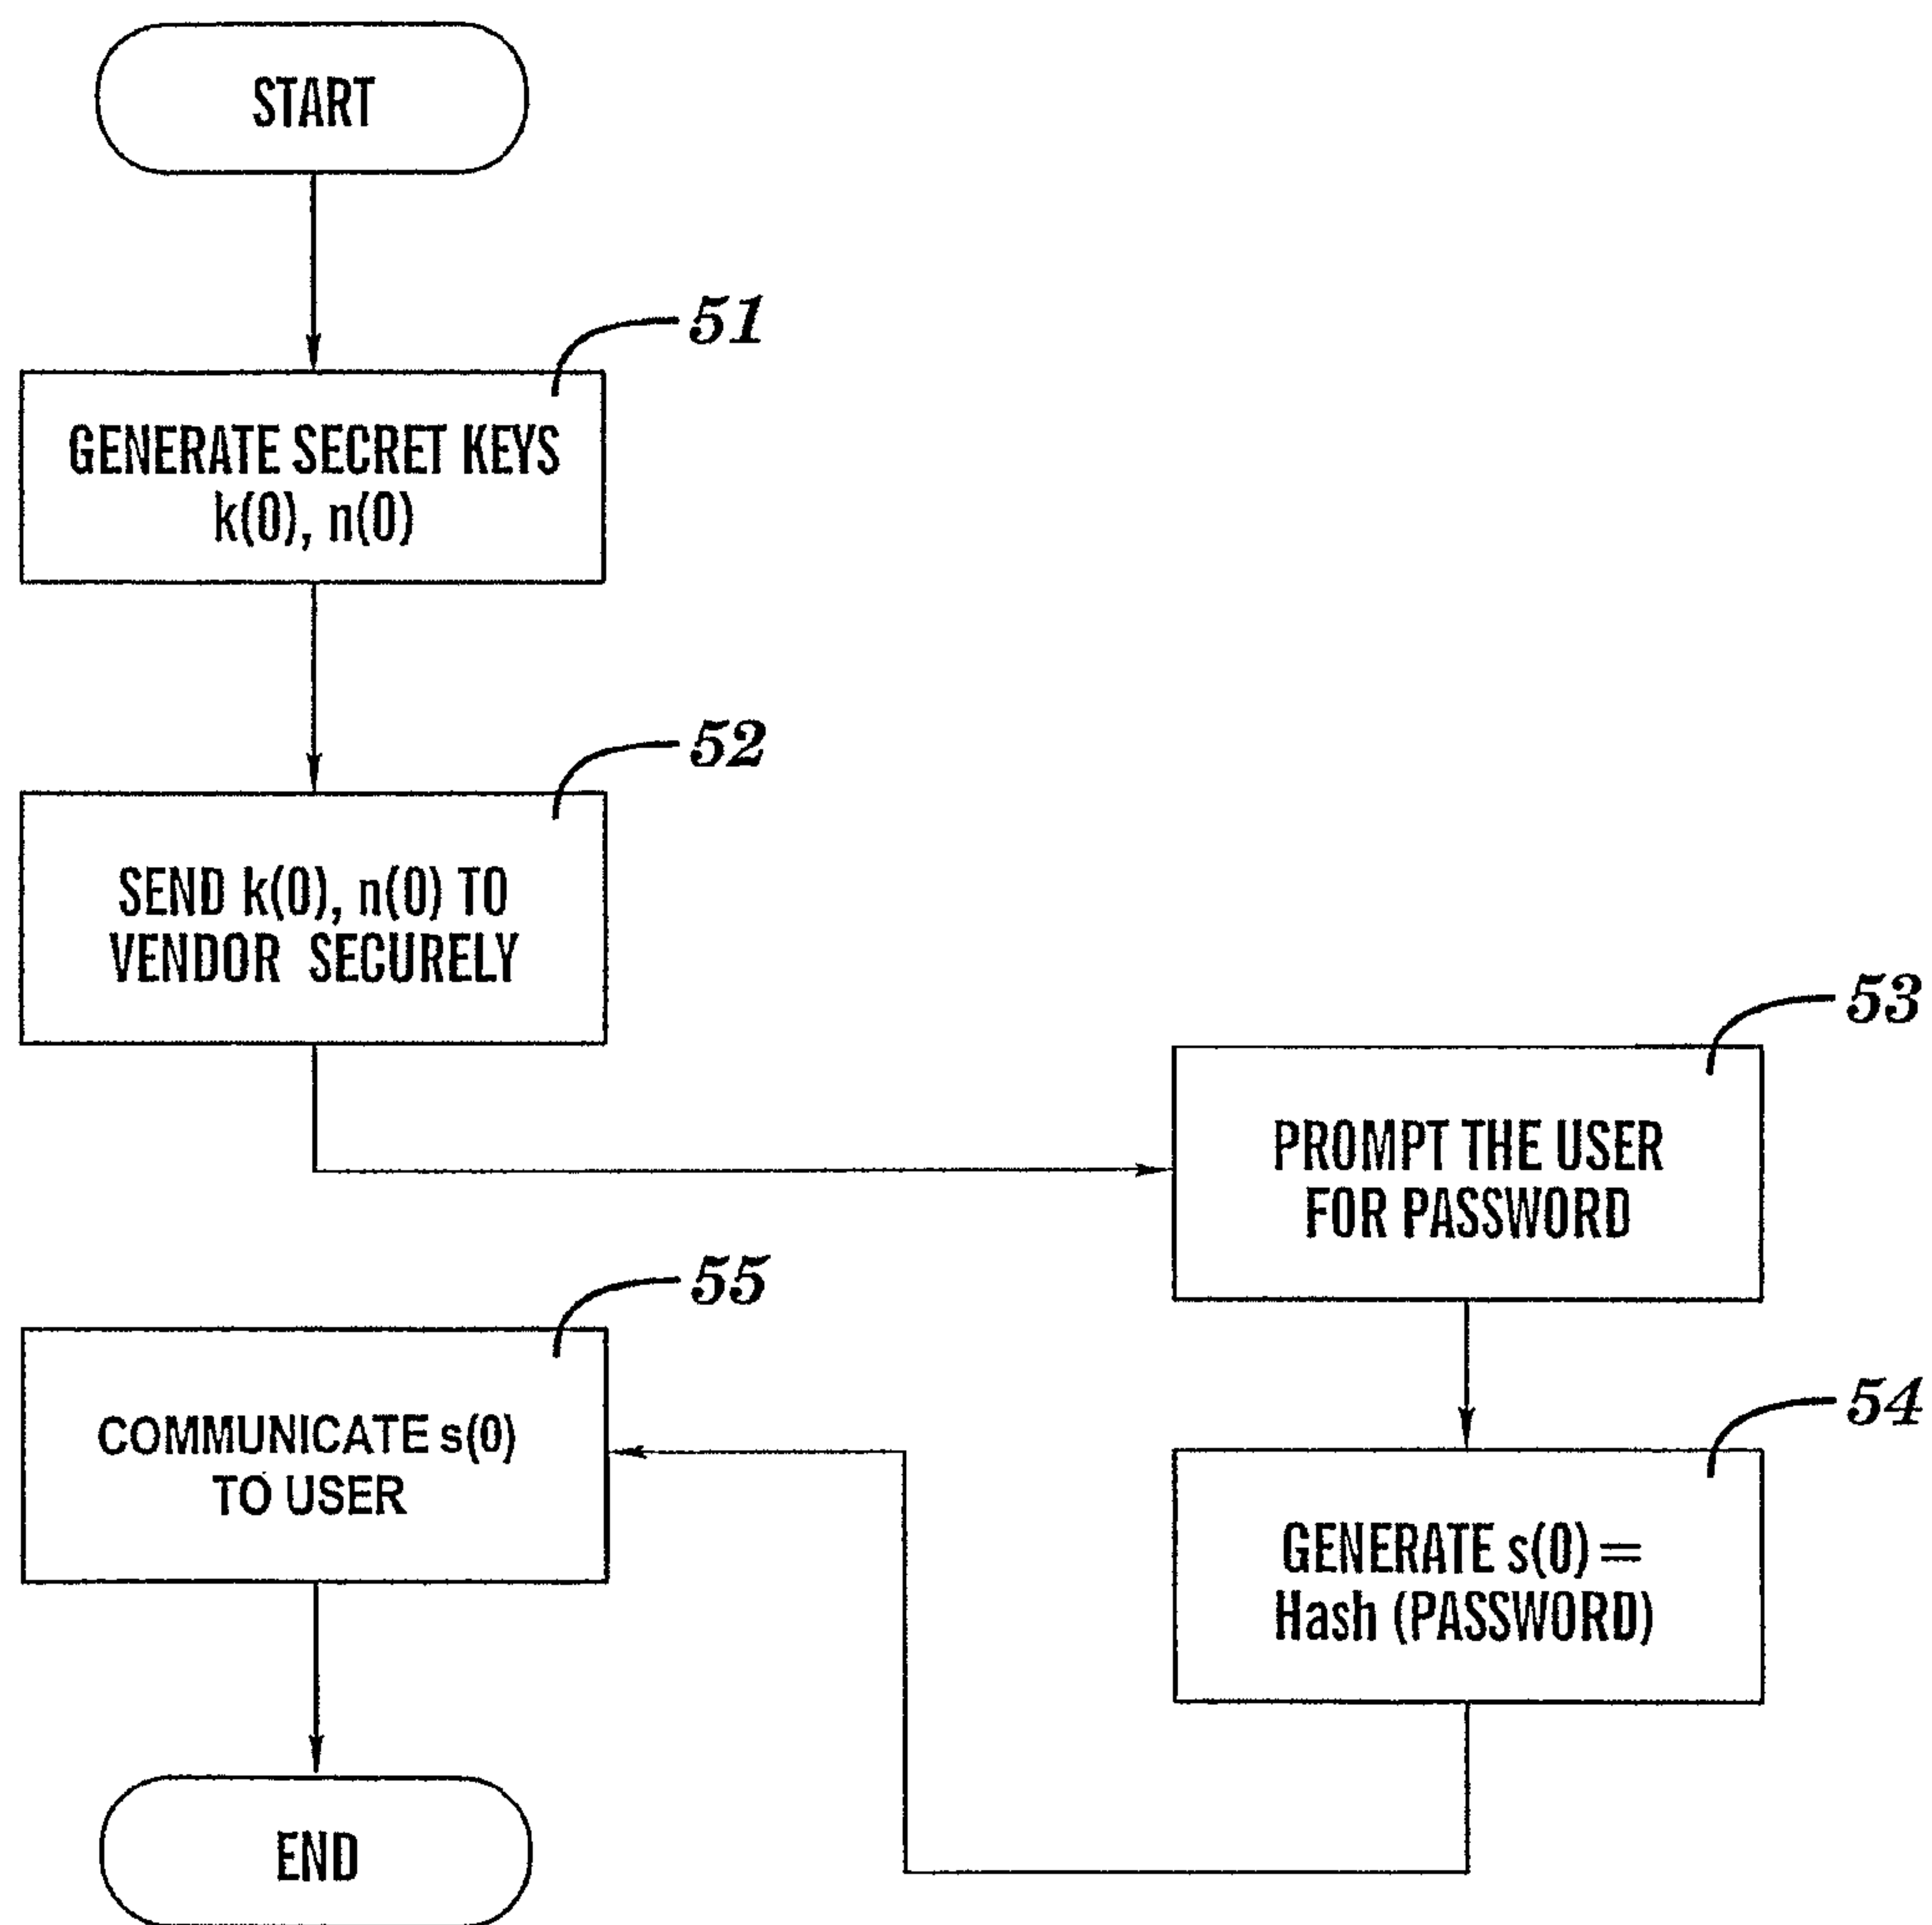 START
51
GENERATE SECRET KEYS
k(0), n(0)
52
SEND k(0), n(0) TO
VENDOR SECURELY
53
PROMPT THE USER
FOR PASSWORD
54
GENERATE s(0) =
Hash (PASSWORD)
55
COMMUNICATE s(0)
TO USER
END